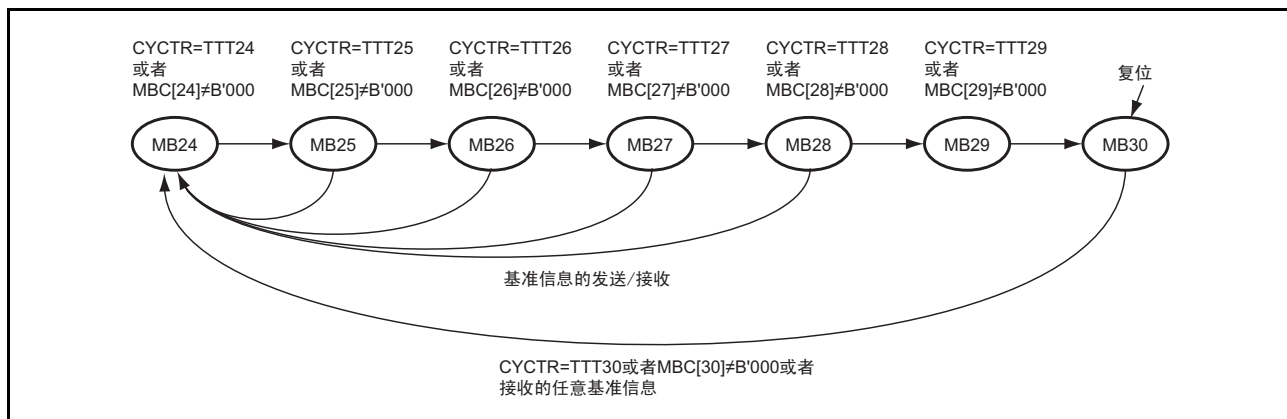 CYCTR=TTT24
或者
MBC[24]≠B'000
CYCTR=TTT25
或者
MBC[25]≠B'000
CYCTR=TTT26
或者
MBC[26]≠B'000
CYCTR=TTT27
或者
MBC[27]≠B'000
CYCTR=TTT28
或者
MBC[28]≠B'000
CYCTR=TTT29
或者
MBC[29]≠B'000
复位
MB24
MB25
MB26
MB27
MB28
MB29
MB30
基准信息的发送/接收
CYCTR=TTT30或者MBC[30]≠B'000或者
接收的任意基准信息